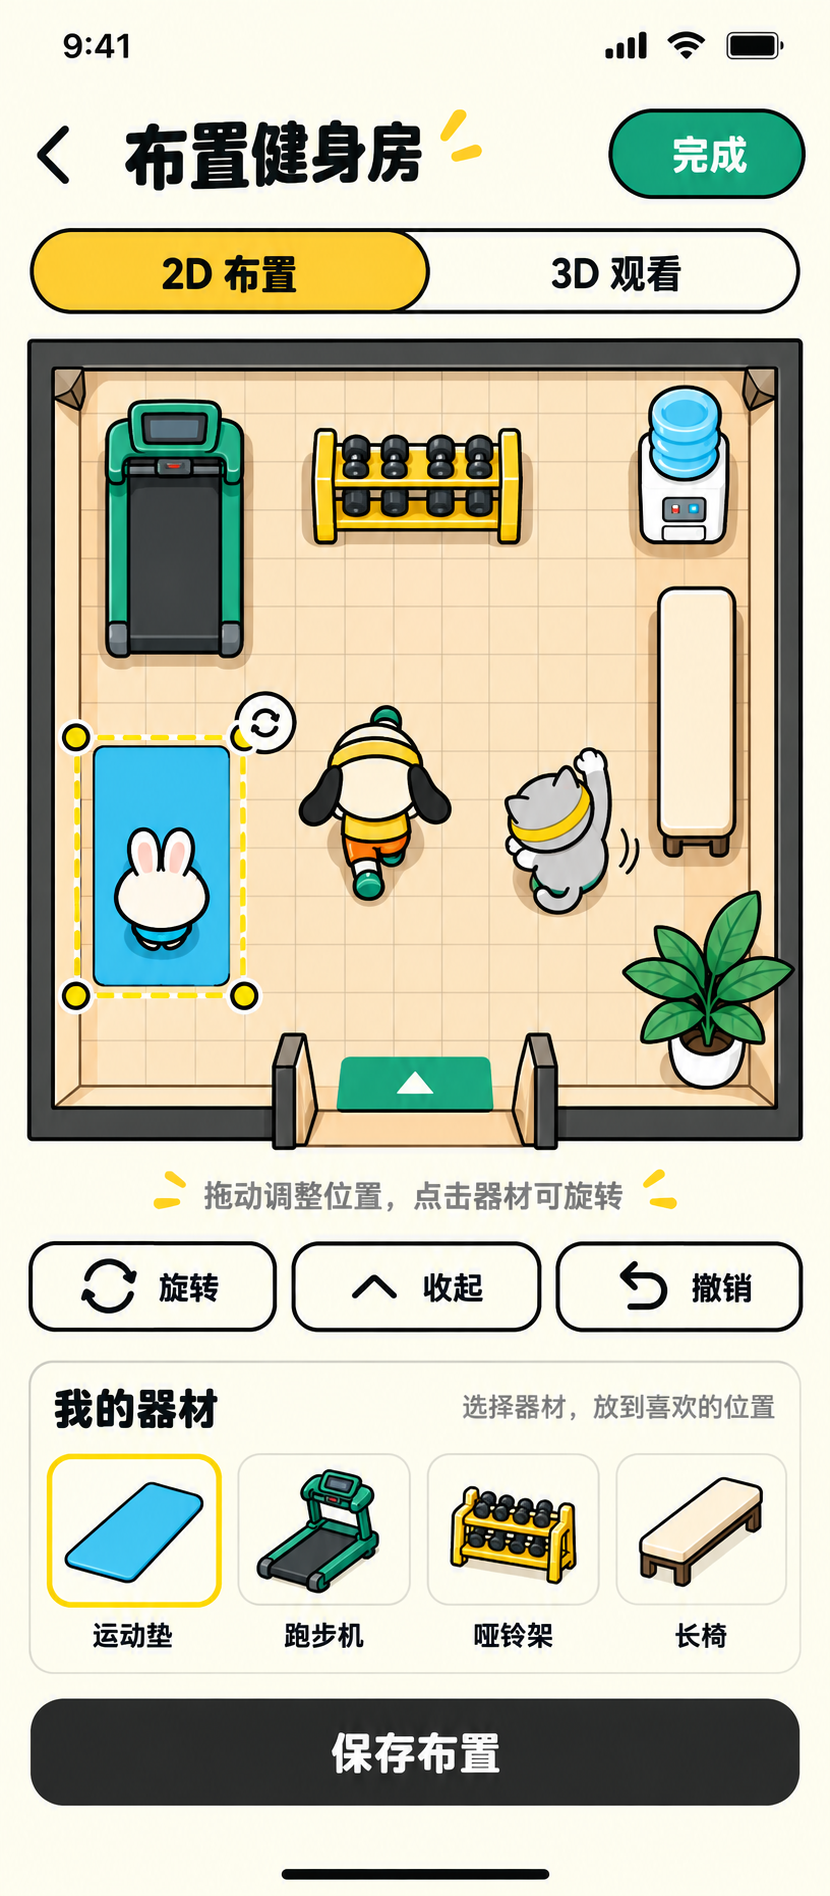 9:41
布置健身房
完成
2D 布置
3D 观看
拖动调整位置，点击器材可旋转
旋转
收起
撤销
我的器材
选择器材，放到喜欢的位置
运动垫
跑步机
哑铃架
长椅
保存布置